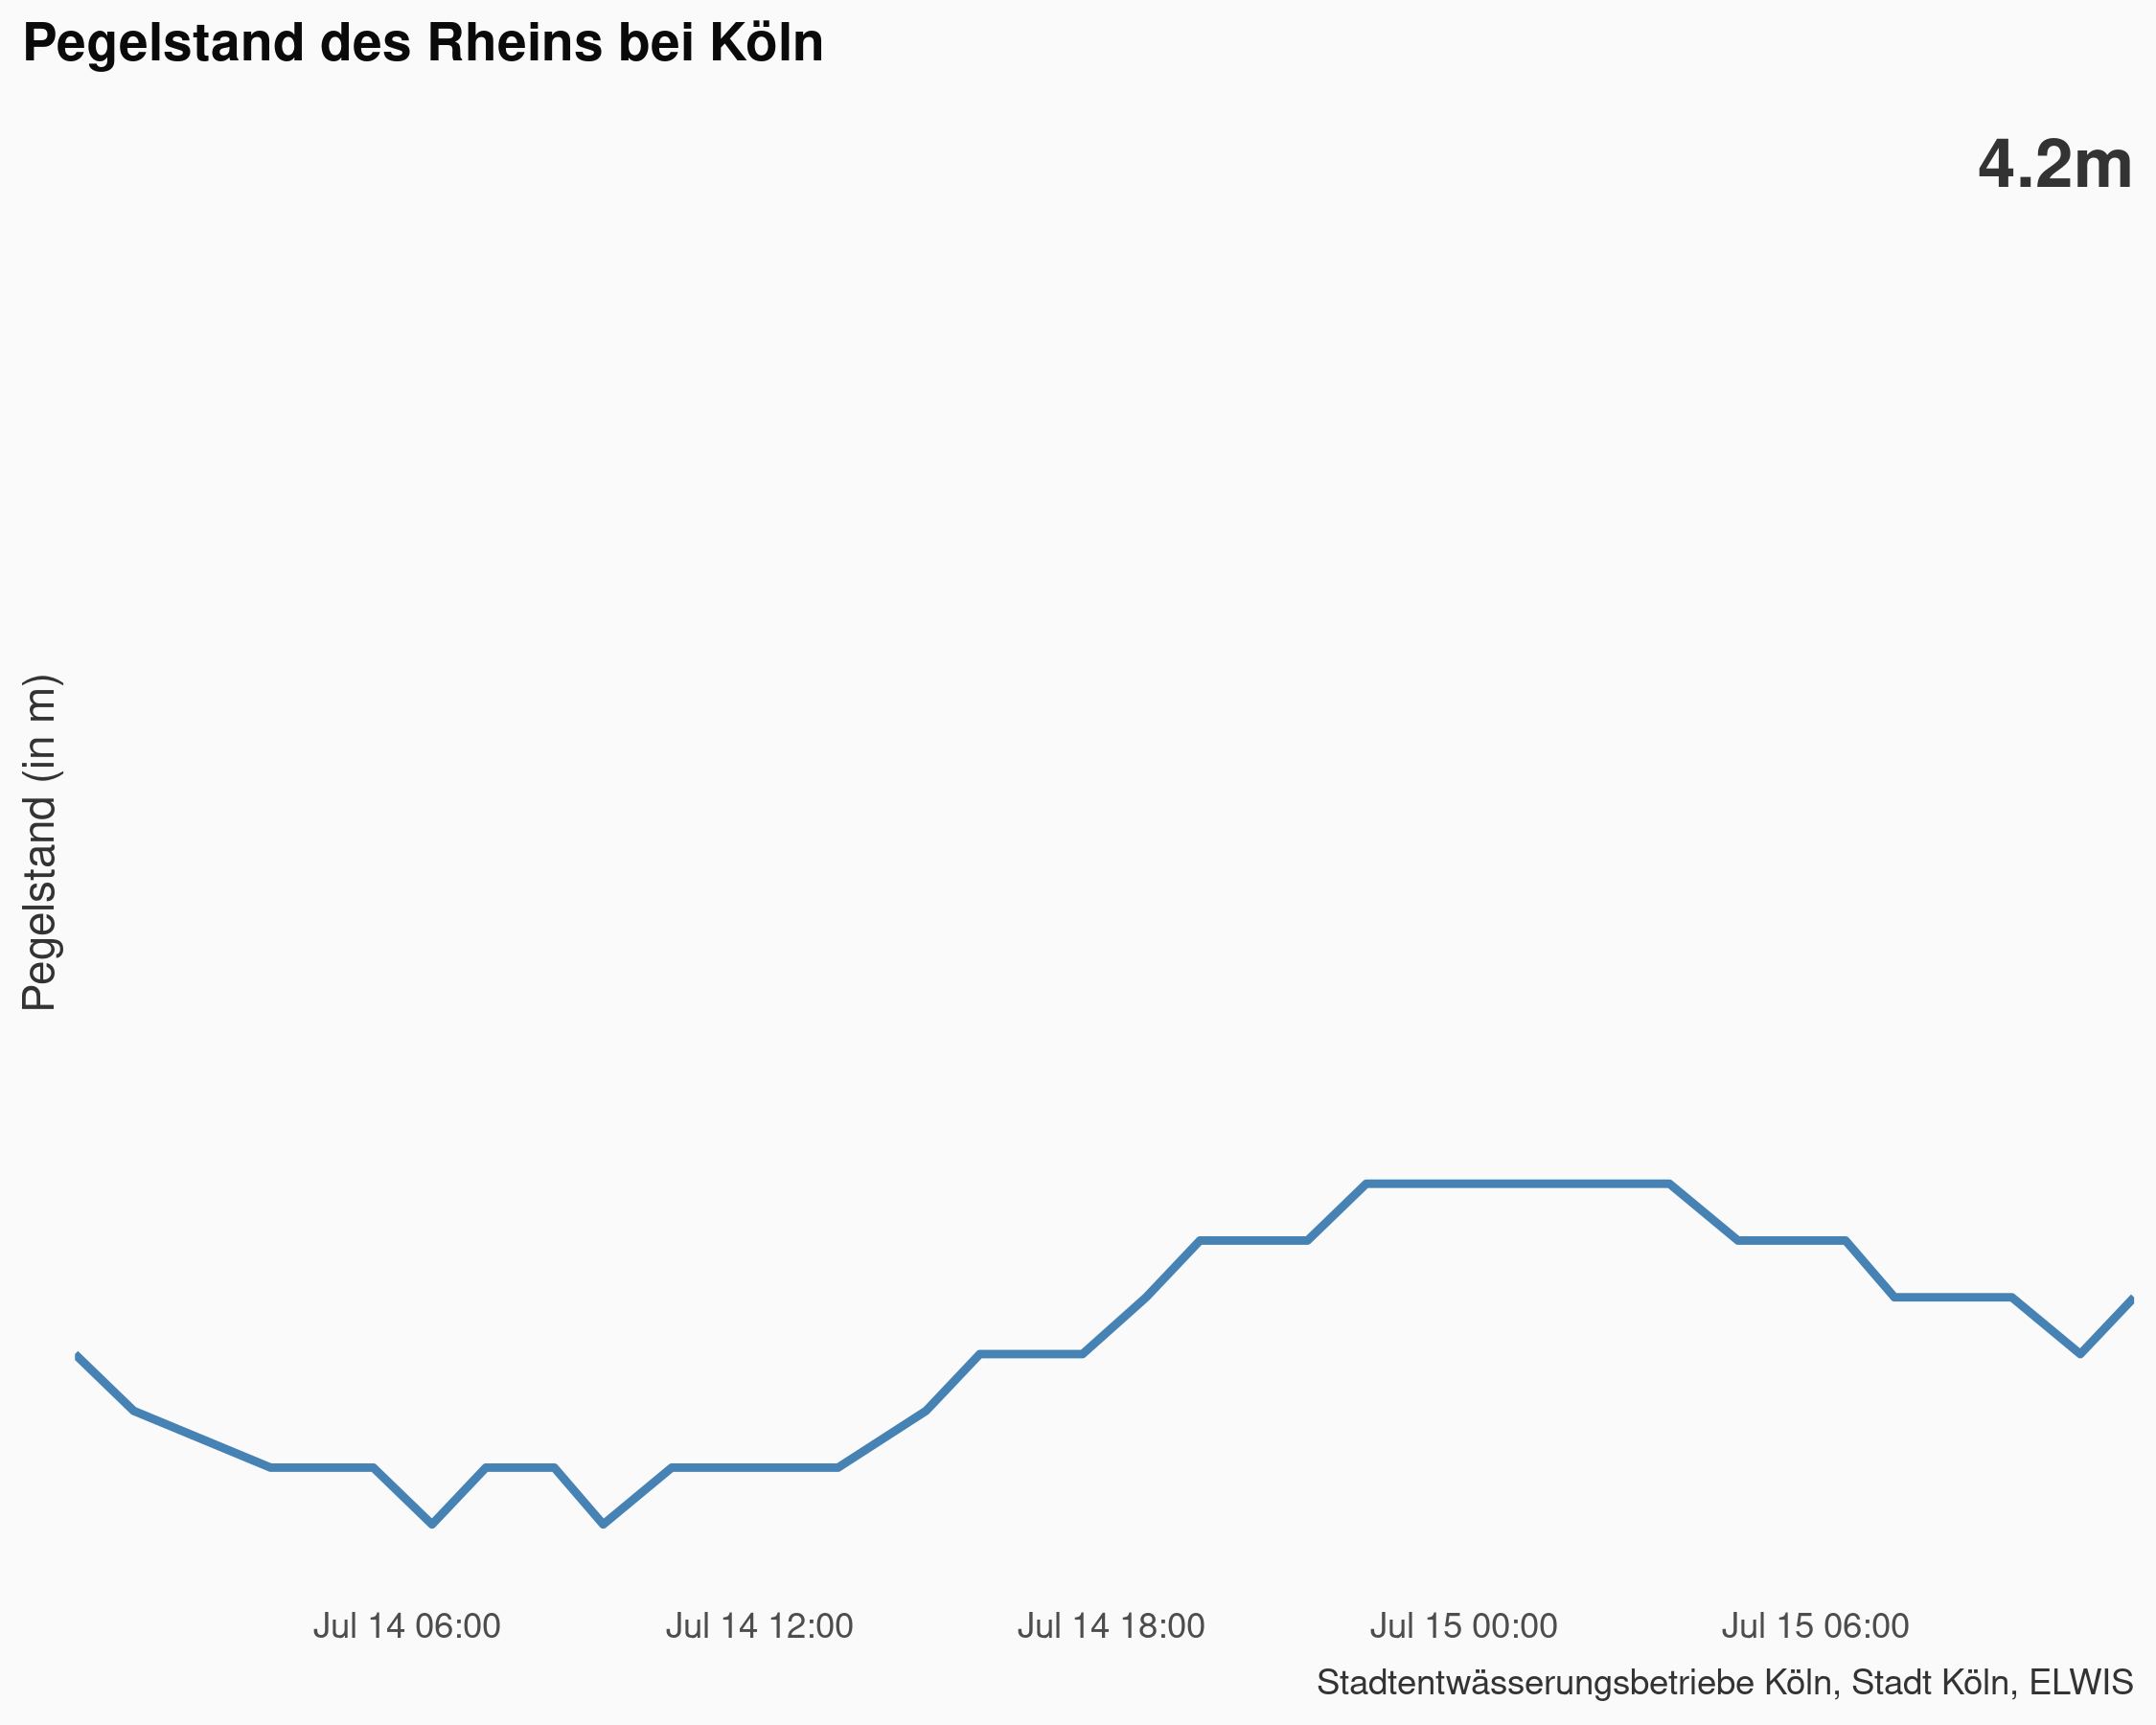 Pegelstand des Rheins bei Köln
4.2m
Pegelstand (in m)
Jul 14 06:00 Jul 14 12:00 Jul 14 18:00 Jul 15 00:00 Jul 15 06:00
Stadtentwässerungsbetriebe Köln, Stadt Köln, ELWIS